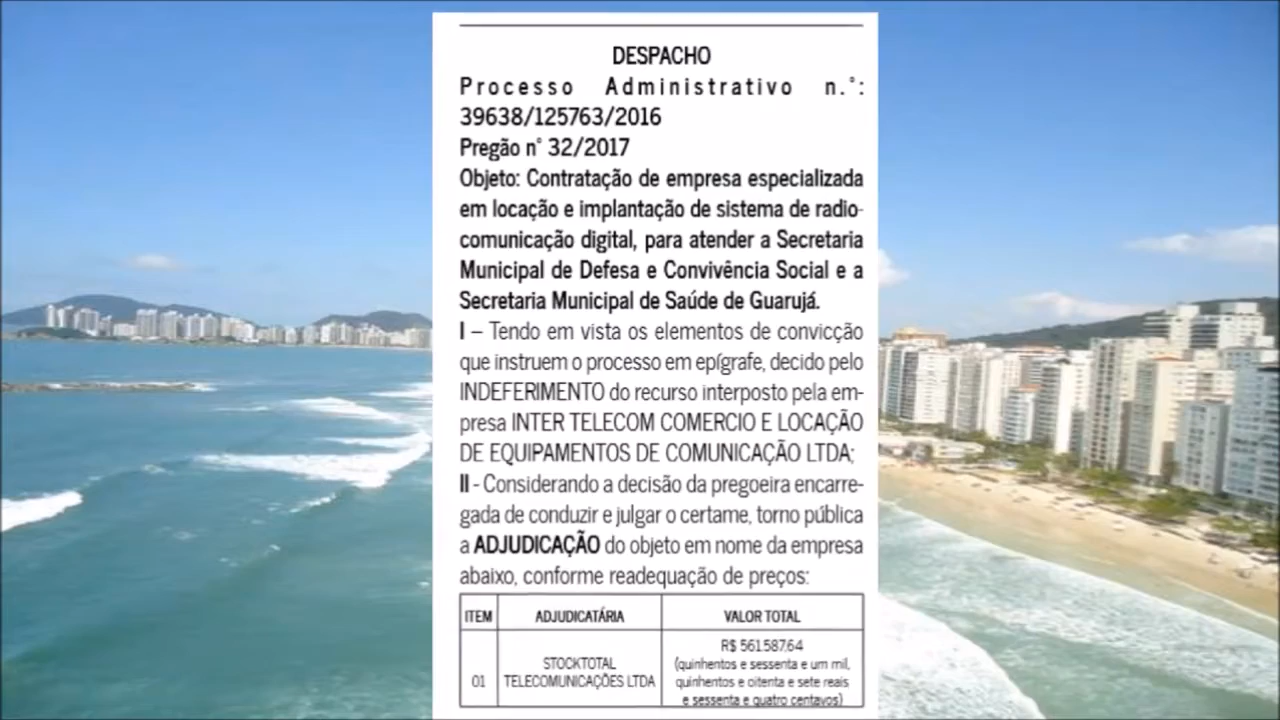 DESPACHO
Processo Administrativo n.°:
39638/125763/2016
Pregão n° 32/2017
Objeto: Contratação de empresa especializada
em locação e implantação de sistema de radio-
comunicação digital, para atender a Secretaria
Municipal de Defesa e Convivência Social e a
Secretaria Municipal de Saúde de Guarujá.
I – Tendo em vista os elementos de convicção
que instruem o processo em epígrafe, decido pelo
INDEFERIMENTO do recurso interposto pela em-
presa INTER TELECOM COMERCIO E LOCAÇÃO
DE EQUIPAMENTOS DE COMUNICAÇÃO LTDA;
II - Considerando a decisão da pregoeira encarre-
gada de conduzir e julgar o certame, torno pública
a ADJUDICAÇÃO do objeto em nome da empresa
abaixo, conforme readequação de preços:
ITEM ADJUDICATÁRIA VALOR TOTAL
01 STOCKTOTAL
TELECOMUNICAÇÕES LTDA
R$ 561.587,64
(quinhentos e sessenta e um mil,
quinhentos e oitenta e sete reais
e sessenta e quatro centavos)